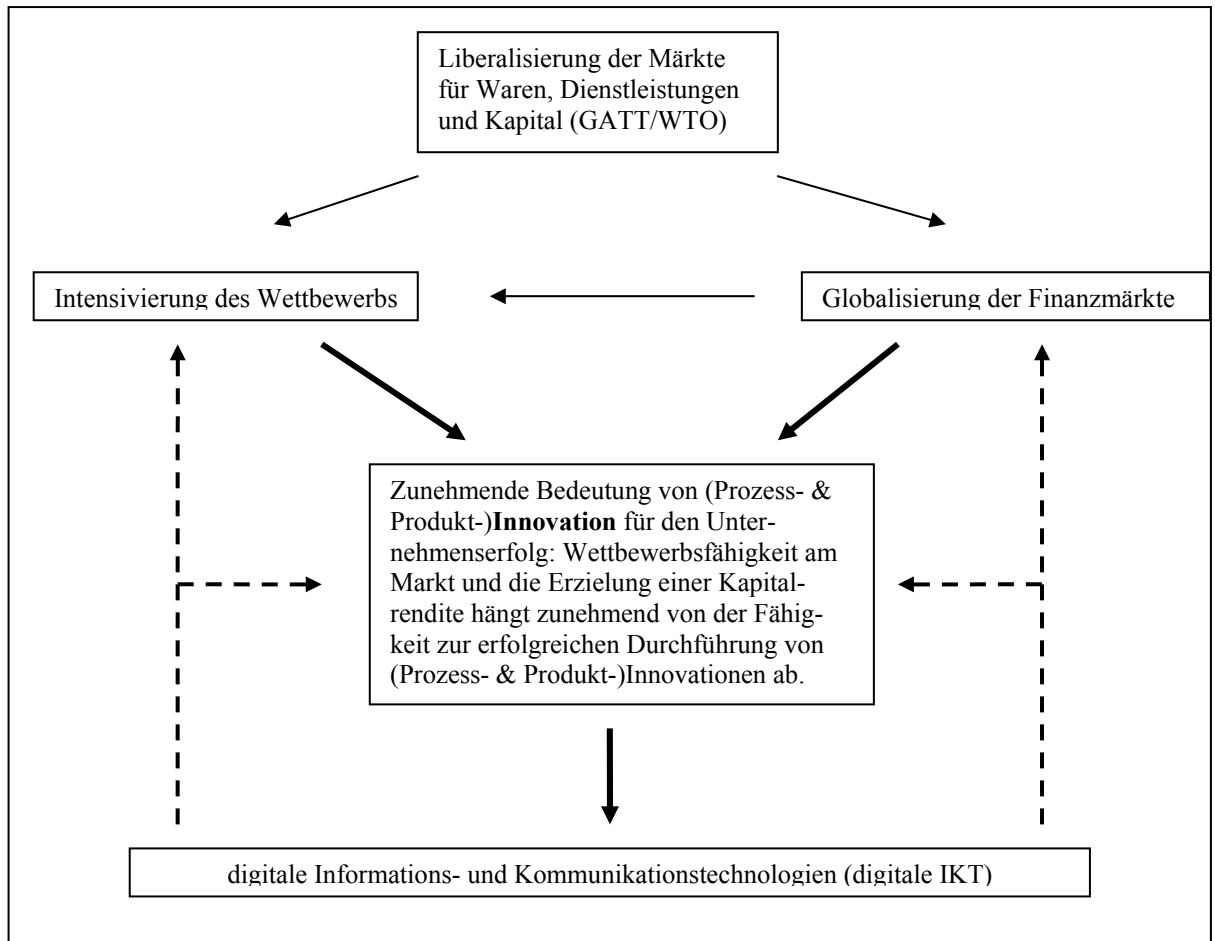 Liberalisierung der Märkte
für Waren, Dienstleistungen
und Kapital (GATT/WTO)
Intensivierung des Wettbewerbs
Globalisierung der Finanzmärkte
Zunehmende Bedeutung von (Prozess- &
Produkt-)Innovation für den Unter-
nehmenserfolg: Wettbewerbsfähigkeit am
Markt und die Erzielung einer Kapital-
rendite hängt zunehmend von der Fähig-
keit zur erfolgreichen Durchführung von
(Prozess- & Produkt-)Innovationen ab.
digitale Informations- und Kommunikationstechnologien (digitale IKT)